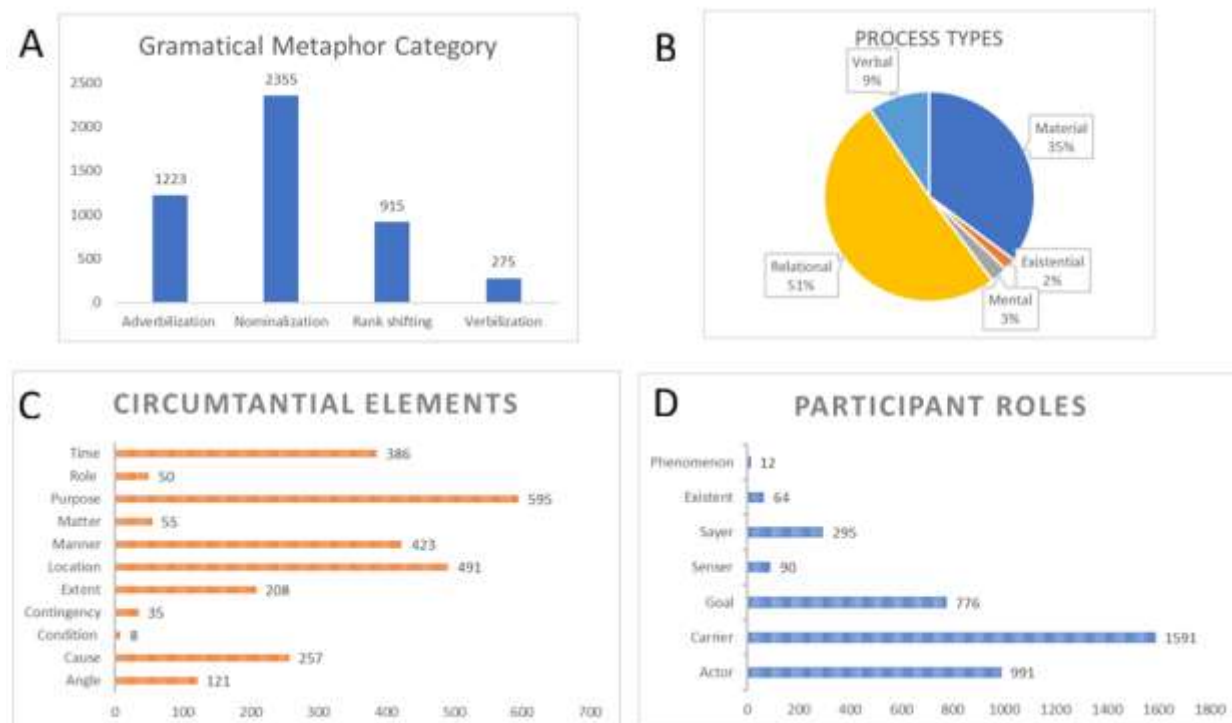 A
Gramatical Metaphor Category
2500
2000
1500
1000
500
0
1223
2355
915
275
Adverbilization
Nominalization
Rank shifting
Verbilization
B
PROCESS TYPES
Verbal
9%
Material
35%
Existential
2%
Mental
3%
Relational
51%
C
CIRCUMTANTIAL ELEMENTS
Time 386
Role 50
Purpose 595
Matter 55
Manner 423
Location 491
Extent 208
Contingency 35
Condition 8
Cause 257
Angle 121
0 100 200 300 400 500 600 700
D
PARTICIPANT ROLES
Phenomenon 12
Existent 64
Sayer 295
Senser 90
Goal 776
Carrier 1591
Actor 991
0 200 400 600 800 1000 1200 1400 1600 1800